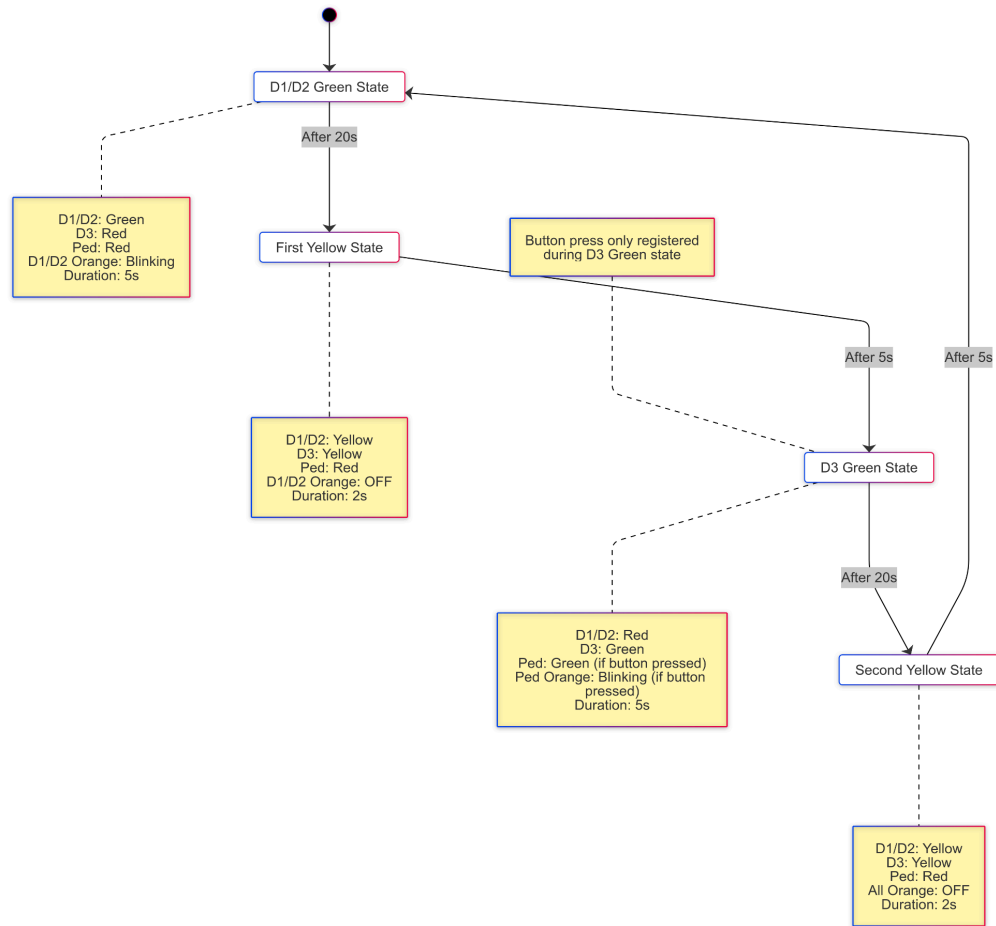 D1/D2 Green State
After 20s
D1/D2: Green
D3: Red
Ped: Red
D1/D2 Orange: Blinking
Duration: 5s
First Yellow State
Button press only registered
during D3 Green state
After 5s
After 5s
D1/D2: Yellow
D3: Yellow
Ped: Red
D1/D2 Orange: OFF
Duration: 2s
D3 Green State
After 20s
D1/D2: Red
D3: Green
Ped: Green (if button pressed)
Ped Orange: Blinking (if button
pressed)
Duration: 5s
Second Yellow State
D1/D2: Yellow
D3: Yellow
Ped: Red
All Orange: OFF
Duration: 2s